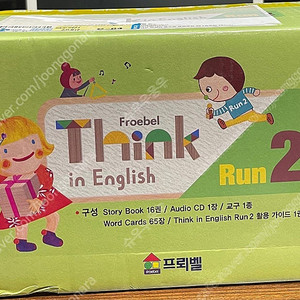 Froebel
Think
in English
Run 2
Run 2
• 구성 Story Book 16권 / Audio CD 1장 / 교구 1종
Word Cards 65장 / Think in English Run 2 활용 가이드 1권
프뢰벨